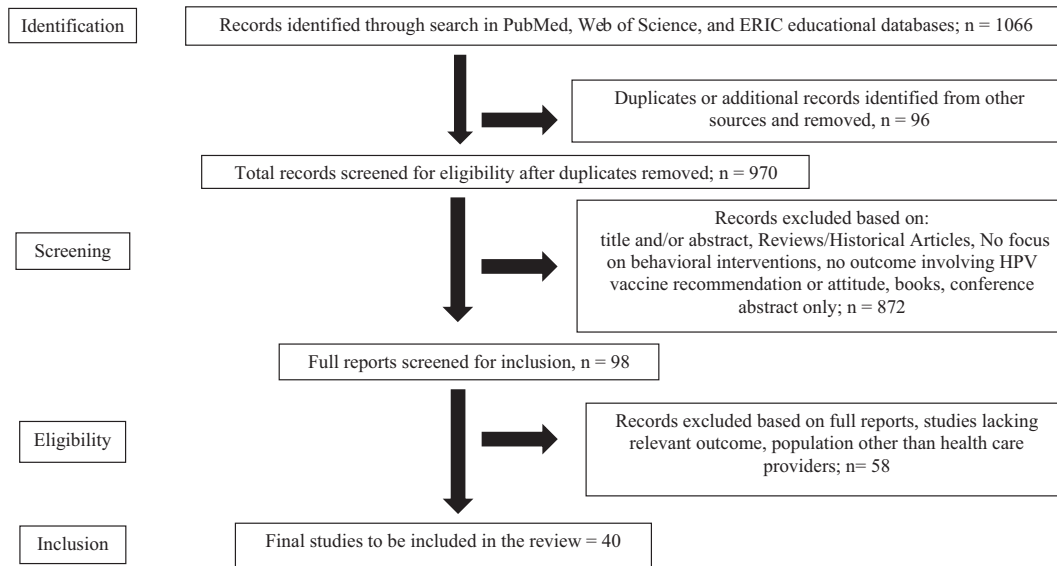 Identification
Records identified through search in PubMed, Web of Science, and ERIC educational databases; n = 1066
Duplicates or additional records identified from other
sources and removed, n = 96
Total records screened for eligibility after duplicates removed; n = 970
Screening
Records excluded based on:
title and/or abstract, Reviews/Historical Articles, No focus
on behavioral interventions, no outcome involving HPV
vaccine recommendation or attitude, books, conference
abstract only; n = 872
Full reports screened for inclusion, n = 98
Eligibility
Records excluded based on full reports, studies lacking
relevant outcome, population other than health care
providers; n= 58
Inclusion
Final studies to be included in the review = 40